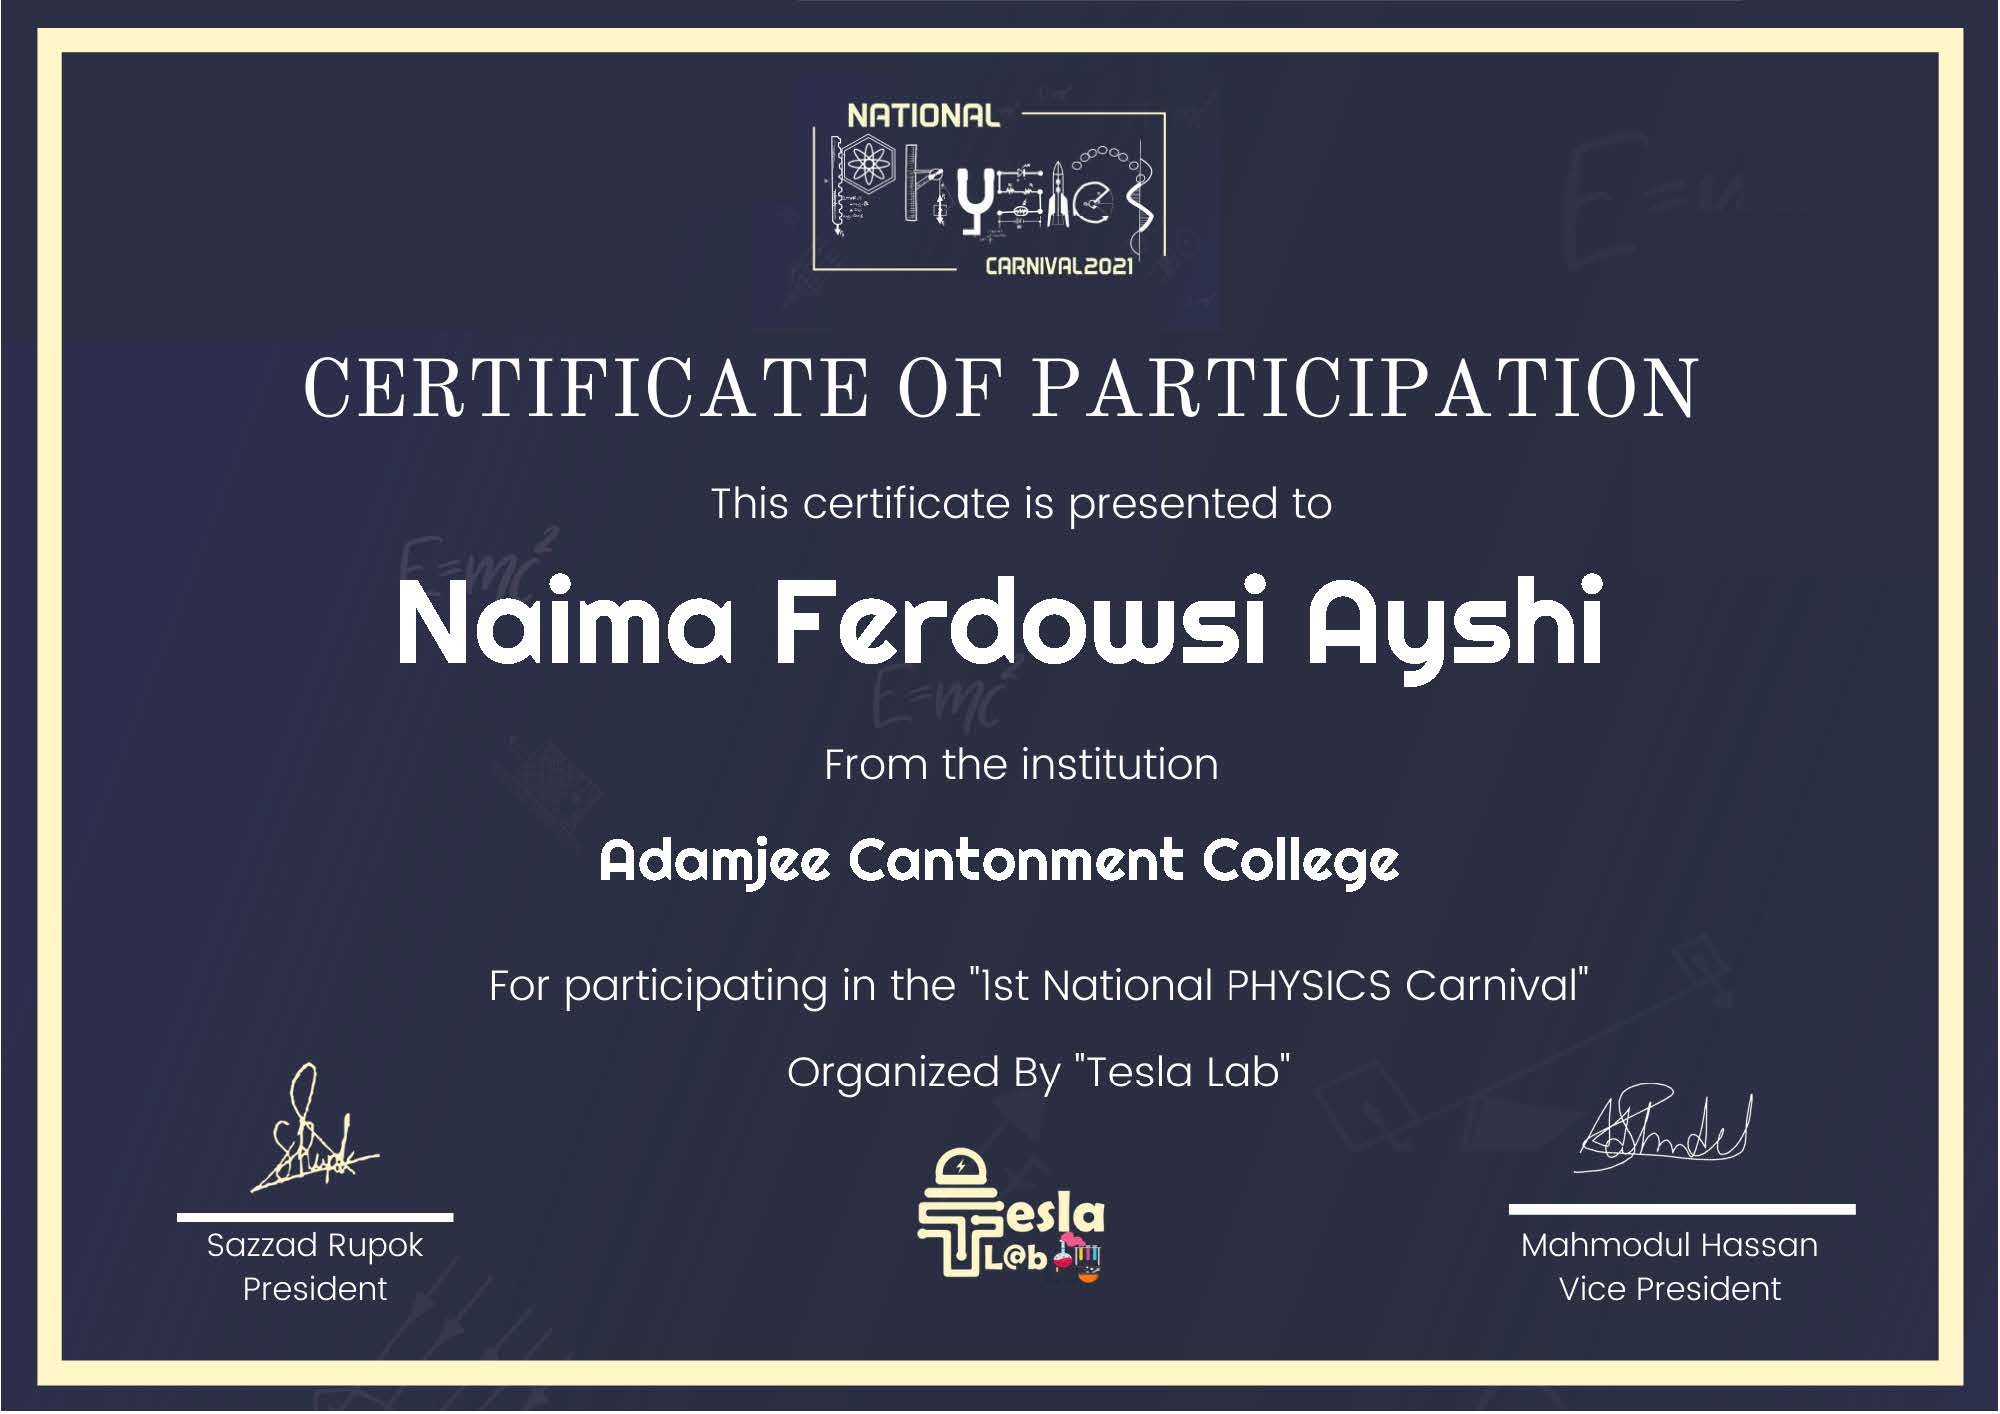 NATIONAL
Physics
CARNIVAL2021
CERTIFICATE OF PARTICIPATION
This certificate is presented to
E=mc²
Naima Ferdowsi Ayshi
E=mc²
From the institution
Adamjee Cantonment College
For participating in the "1st National PHYSICS Carnival"
Organized By "Tesla Lab"
Tesla
L@b
Sazzad Rupok
President
Mahmodul Hassan
Vice President